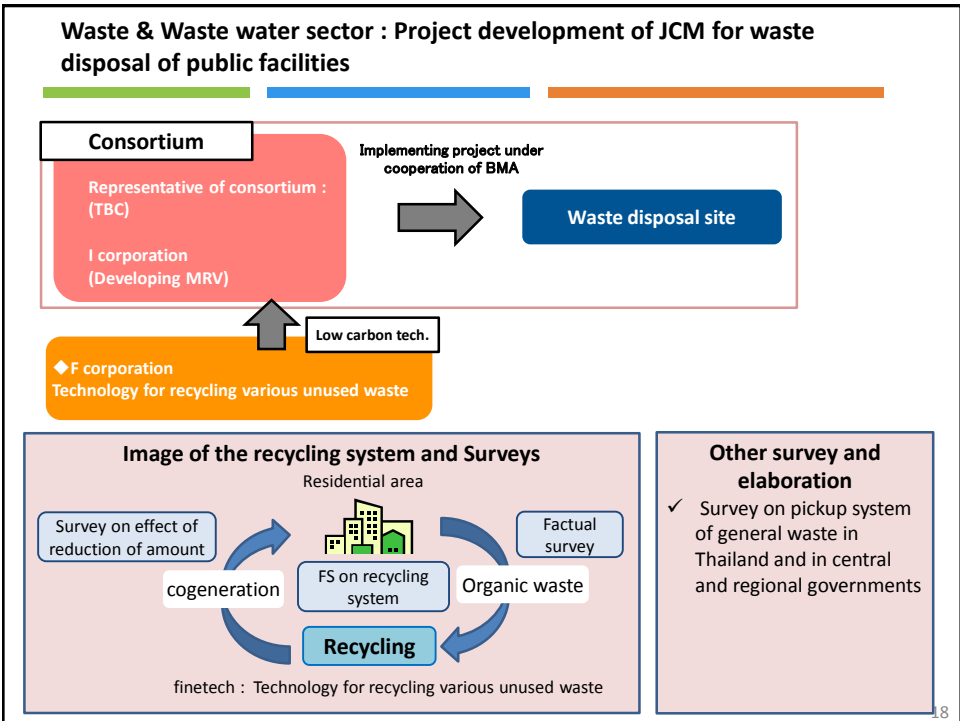 Waste & Waste water sector : Project development of JCM for waste
disposal of public facilities
Consortium
Representative of consortium :
(TBC)
I corporation
(Developing MRV)
Implementing project under
cooperation of BMA
Waste disposal site
Low carbon tech.
◆F corporation
Technology for recycling various unused waste
Image of the recycling system and Surveys
Residential area
Survey on effect of
reduction of amount
Factual
survey
cogeneration
FS on recycling
system
Organic waste
Recycling
finetech : Technology for recycling various unused waste
Other survey and
elaboration
✓ Survey on pickup system
of general waste in
Thailand and in central
and regional governments
18